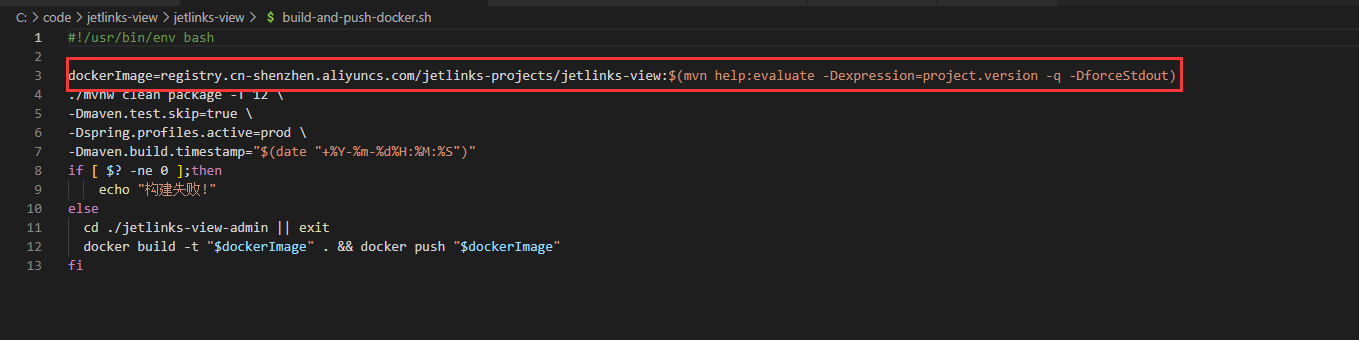 C: > code > jetlinks-view > jetlinks-view > $ build-and-push-docker.sh
1 #!/usr/bin/env bash
2
3 dockerImage=registry.cn-shenzhen.aliyuncs.com/jetlinks-projects/jetlinks-view:$(mvn help:evaluate -Dexpression=project.version -q -DforceStdout)
4 ./mvnw clean package -T 12 \
5 -Dmaven.test.skip=true \
6 -Dspring.profiles.active=prod \
7 -Dmaven.build.timestamp="$(date "+%Y-%m-%d%H:%M:%S")"
8 if [ $? -ne 0 ];then
9     echo "构建失败!"
10 else
11   cd ./jetlinks-view-admin || exit
12   docker build -t "$dockerImage" . && docker push "$dockerImage"
13 fi